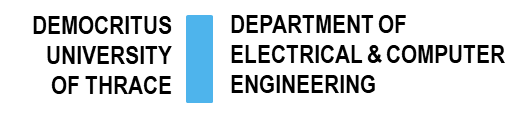 DEMOCRITUS
UNIVERSITY
OF THRACE
DEPARTMENT OF
ELECTRICAL & COMPUTER
ENGINEERING